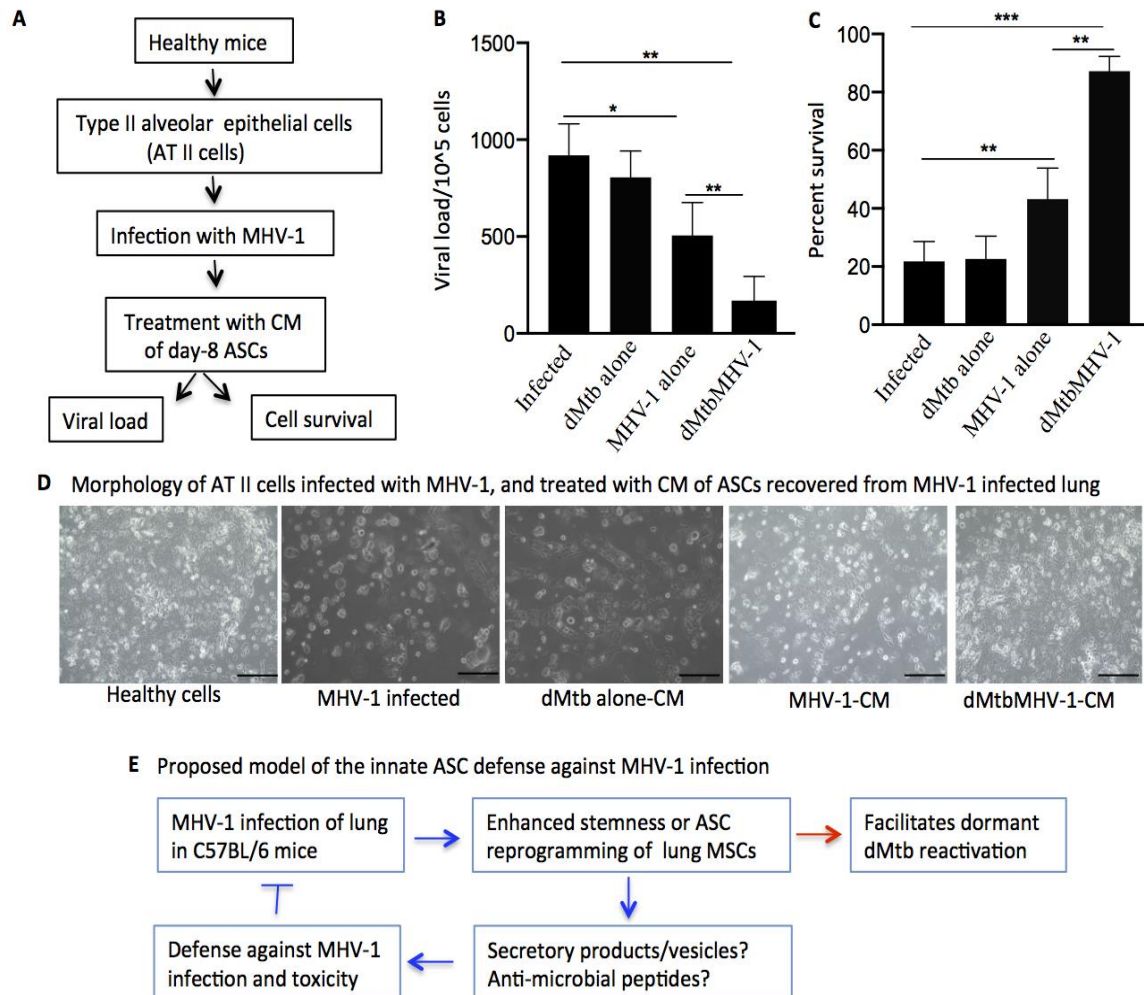 A
Healthy mice
Type II alveolar epithelial cells
(AT II cells)
Infection with MHV-1
Treatment with CM
of day-8 ASCs
Viral load
Cell survival
B
Viral load/10^5 cells
1500
1000
500
0
**
*
**
Infected
dMtb alone
MHV-1 alone
dMtbMHV-1
C
Percent survival
100
80
60
40
20
0
***
**
**
Infected
dMtb alone
MHV-1 alone
dMtbMHV-1
D Morphology of AT II cells infected with MHV-1, and treated with CM of ASCs recovered from MHV-1 infected lung
Healthy cells
MHV-1 infected
dMtb alone-CM
MHV-1-CM
dMtbMHV-1-CM
E Proposed model of the innate ASC defense against MHV-1 infection
MHV-1 infection of lung
in C57BL/6 mice
Enhanced stemness or ASC
reprogramming of lung MSCs
Facilitates dormant
dMtb reactivation
Defense against MHV-1
infection and toxicity
Secretory products/vesicles?
Anti-microbial peptides?